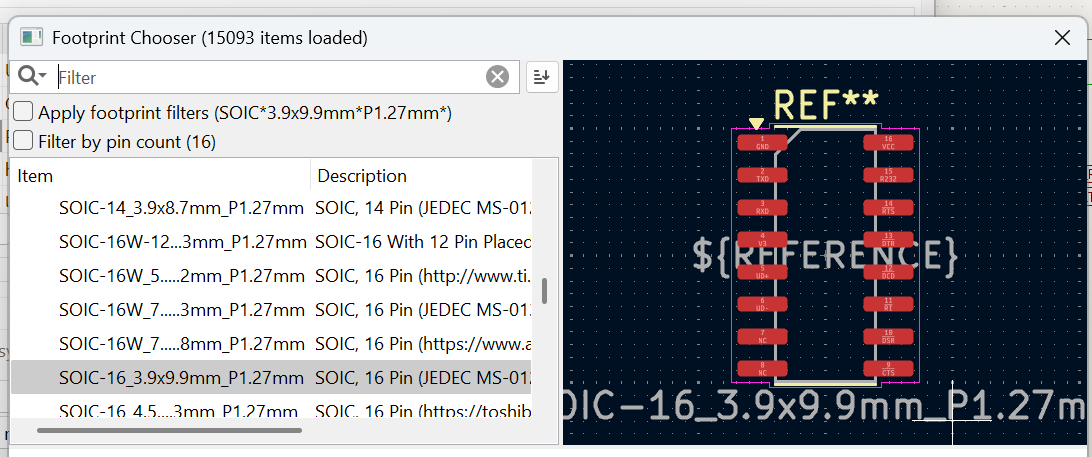 Footprint Chooser (15093 items loaded)
Filter
Apply footprint filters (SOIC*3.9x9.9mm*P1.27mm*)
Filter by pin count (16)
Item Description
SOIC-14_3.9x8.7mm_P1.27mm SOIC, 14 Pin (JEDEC MS-012
SOIC-16W-12...3mm_P1.27mm SOIC-16 With 12 Pin Placed
SOIC-16W_5.....2mm_P1.27mm SOIC, 16 Pin (http://www.ti.
SOIC-16W_7.....3mm_P1.27mm SOIC, 16 Pin (JEDEC MS-01
SOIC-16W_7.....8mm_P1.27mm SOIC, 16 Pin (https://www.a
SOIC-16_3.9x9.9mm_P1.27mm SOIC, 16 Pin (JEDEC MS-01
SOIC-16_4.5....3mm_P1.27mm SOIC, 16 Pin (https://toshib
REF**
1 GND 16 VCC
2 TXD 15 R232
3 RXD 14 RTS
4 V3 13 DTR
${REFERENCE}
5 UD+ 12 DCD
6 UD- 11 RI
7 NC 10 DSR
8 NC 9 CTS
OIC-16_3.9x9.9mm_P1.27m